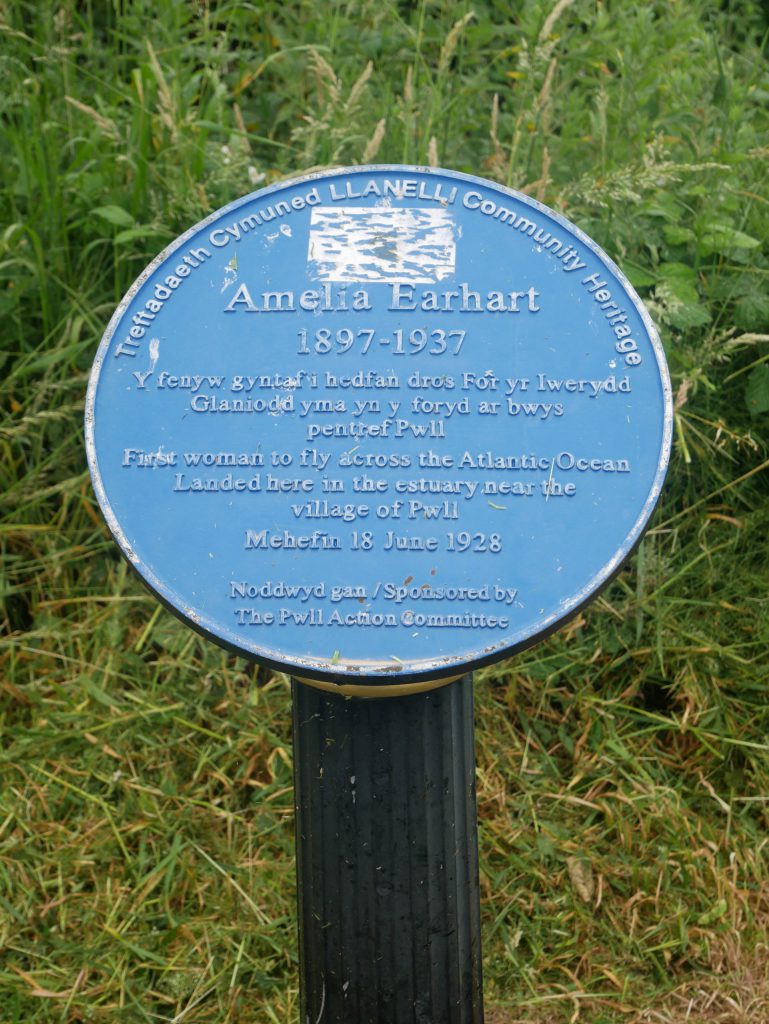 Treftadaeth Cymuned LLANELLI Community Heritage
Amelia Earhart
1897-1937
Y fenyw gyntaf i hedfan dros Fôr yr Iwerydd
Glaniodd yma yn y foryd ar bwys
pentref Pwll
First woman to fly across the Atlantic Ocean
Landed here in the estuary near the
village of Pwll
Mehefin 18 June 1928
Noddwyd gan / Sponsored by
The Pwll Action Committee